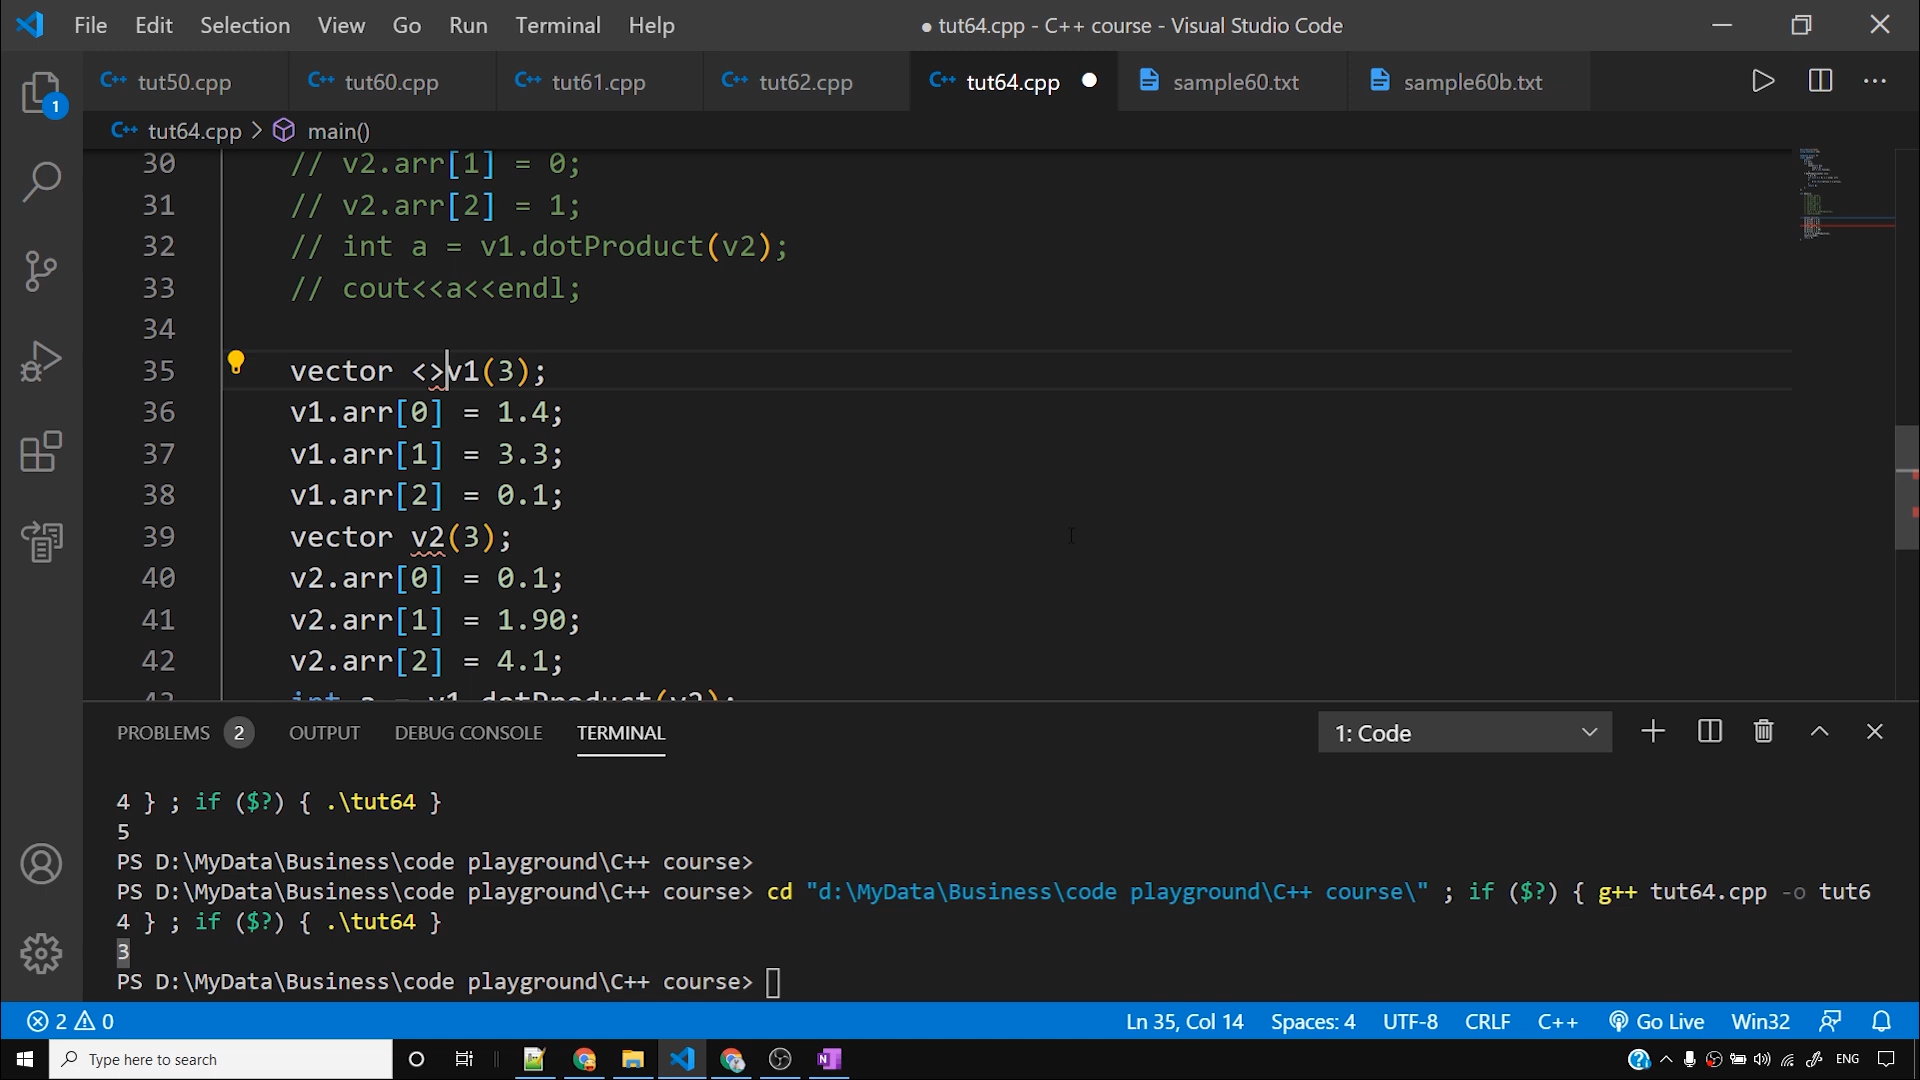 File Edit Selection View Go Run Terminal Help ● tut64.cpp - C++ course - Visual Studio Code
tut50.cpp tut60.cpp tut61.cpp tut62.cpp tut64.cpp sample60.txt sample60b.txt
1
tut64.cpp > main()
30 // v2.arr[1] = 0;
31 // v2.arr[2] = 1;
32 // int a = v1.dotProduct(v2);
33 // cout<<a<<endl;
34
35 vector <>v1(3);
36 v1.arr[0] = 1.4;
37 v1.arr[1] = 3.3;
38 v1.arr[2] = 0.1;
39 vector v2(3);
40 v2.arr[0] = 0.1;
41 v2.arr[1] = 1.90;
42 v2.arr[2] = 4.1;
43 int a = v1.dotProduct(v2);
PROBLEMS 2 OUTPUT DEBUG CONSOLE TERMINAL 1: Code
4 } ; if ($?) { .\tut64 }
5
PS D:\MyData\Business\code playground\C++ course>
PS D:\MyData\Business\code playground\C++ course> cd "d:\MyData\Business\code playground\C++ course\" ; if ($?) { g++ tut64.cpp -o tut6
4 } ; if ($?) { .\tut64 }
3
PS D:\MyData\Business\code playground\C++ course>
2 0 Ln 35, Col 14 Spaces: 4 UTF-8 CRLF C++ Go Live Win32
Type here to search ENG